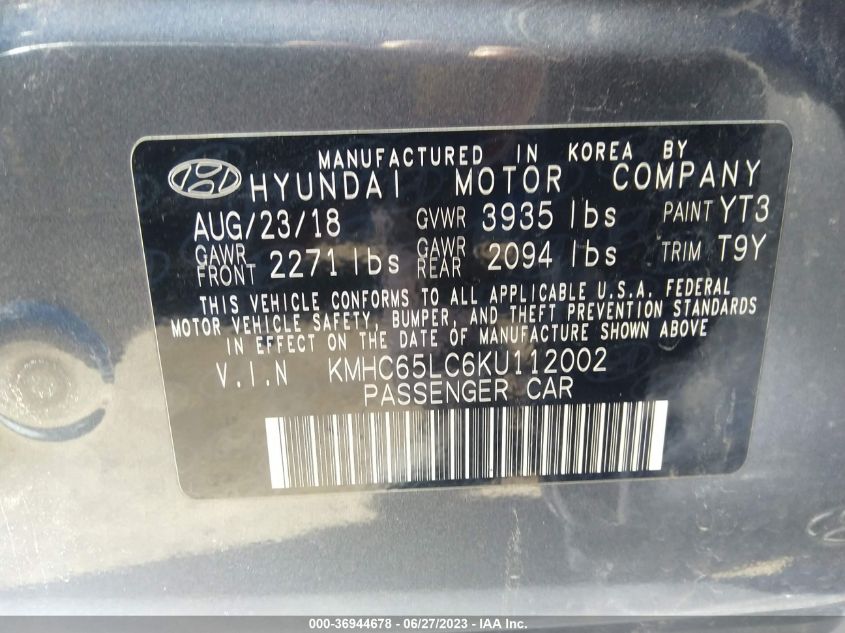 MANUFACTURED IN KOREA BY
HYUNDAI MOTOR COMPANY
AUG/23/18 GVWR 3935 lbs PAINT YT3
GAWR FRONT 2271 lbs GAWR REAR 2094 lbs TRIM T9Y
THIS VEHICLE CONFORMS TO ALL APPLICABLE U.S.A. FEDERAL
MOTOR VEHICLE SAFETY, BUMPER, AND THEFT PREVENTION STANDARDS
IN EFFECT ON THE DATE OF MANUFACTURE SHOWN ABOVE
V.I.N KMHC65LC6KU112002
PASSENGER CAR
000-36944678 - 06/27/2023 - IAA Inc.